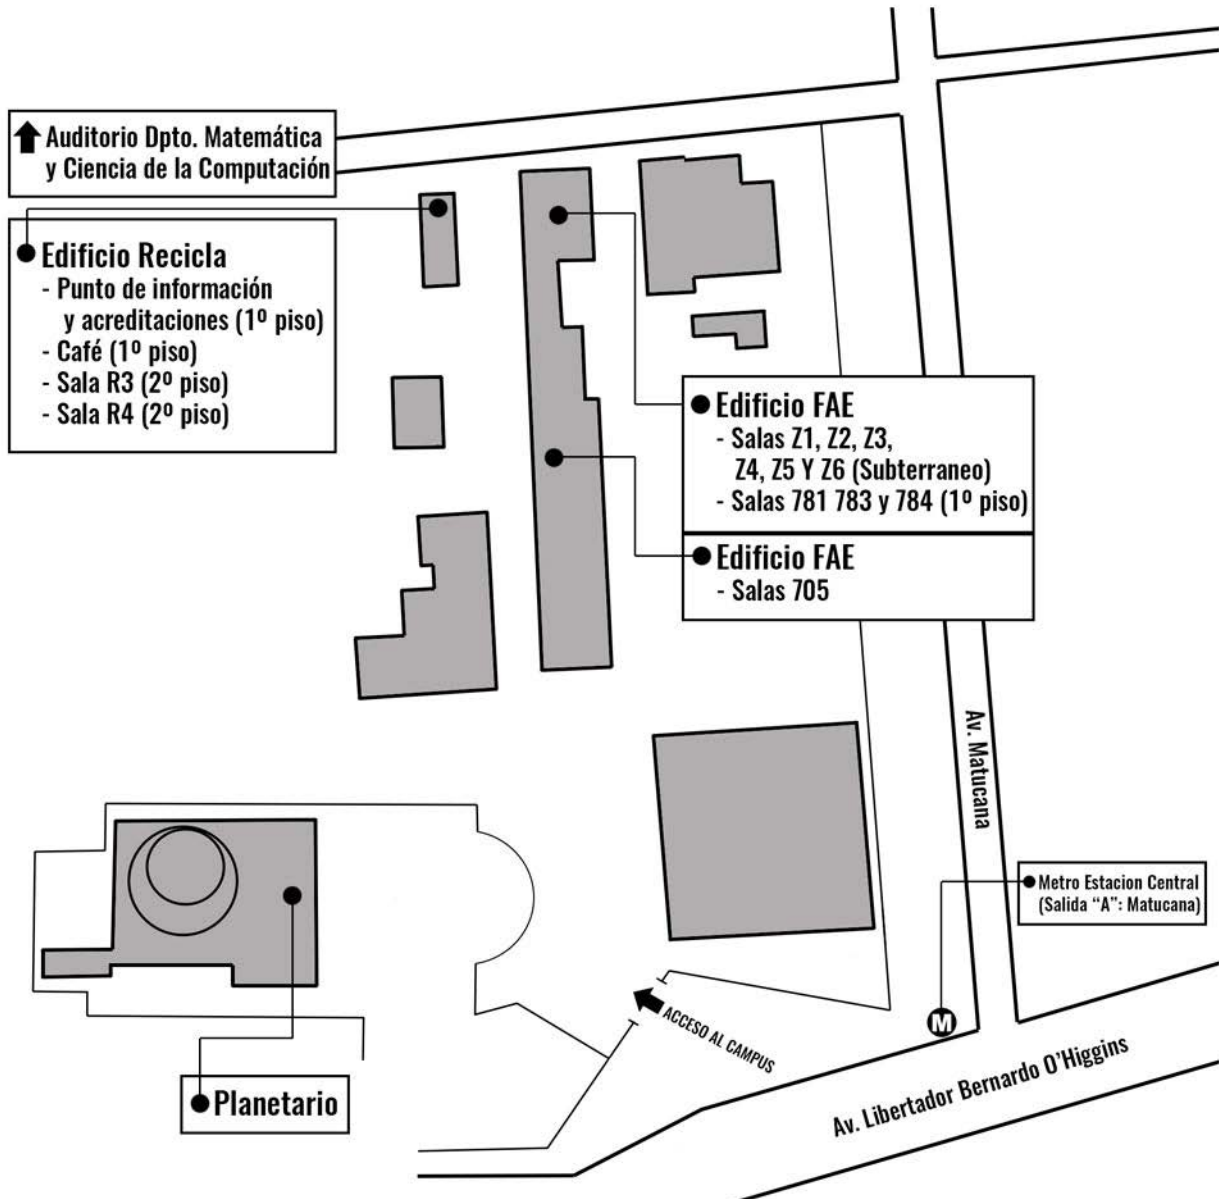 Auditorio Dpto. Matemática
y Ciencia de la Computación
Edificio Recicla
- Punto de información
y acreditaciones (1º piso)
- Café (1º piso)
- Sala R3 (2º piso)
- Sala R4 (2º piso)
Edificio FAE
- Salas Z1, Z2, Z3,
Z4, Z5 Y Z6 (Subterraneo)
- Salas 781 783 y 784 (1º piso)
Edificio FAE
- Salas 705
Av. Matucana
Metro Estacion Central
(Salida “A”: Matucana)
M
ACCESO AL CAMPUS
Av. Libertador Bernardo O’Higgins
Planetario